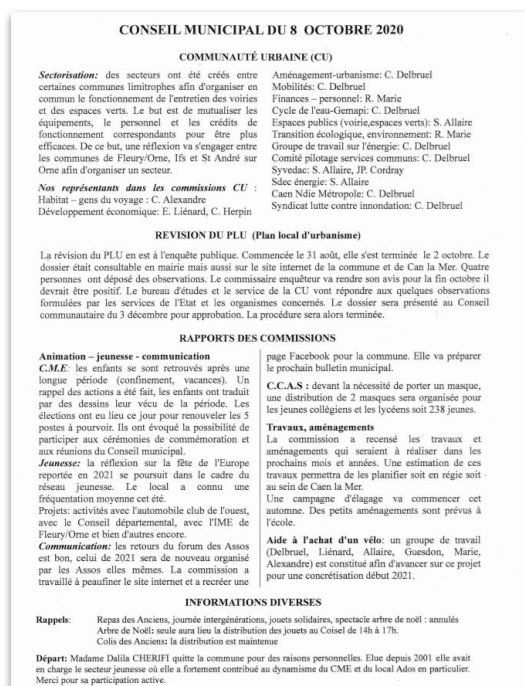 CONSEIL MUNICIPAL DU 8 OCTOBRE 2020
COMMUNAUTÉ URBAINE (CU)
Sectorisation: des secteurs ont été créés entre
certaines communes limitrophes afin d'organiser en
commun le fonctionnement de l'entretien des voiries
et des espaces verts. Le but est de mutualiser les
équipements, le personnel et les crédits de
fonctionnement correspondants pour être plus
efficaces. De ce but, une réflexion va s'engager entre
les communes de Fleury/Orne, Ifs et St André sur
Orne afin d'organiser un secteur.
Nos représentants dans les commissions CU :
Habitat – gens du voyage : C. Alexandre
Développement économique: E. Liénard, C. Herpin
Aménagement-urbanisme: C. Delbruel
Mobilités: C. Delbruel
Finances – personnel: R. Marie
Cycle de l'eau-Gemapi: C. Delbruel
Espaces publics (voirie,espaces verts): S. Allaire
Transition écologique, environnement: R. Marie
Groupe de travail sur l'énergie: C. Delbruel
Comité pilotage services communs: C. Delbruel
Syvedac: S. Allaire, JP. Cordray
Sdec énergie: S. Allaire
Caen Ndie Métropole: C. Delbruel
Syndicat lutte contre innondation: C. Delbruel
REVISION DU PLU (Plan local d'urbanisme)
La révision du PLU en est à l'enquête publique. Commencée le 31 août, elle s'est terminée le 2 octobre. Le
dossier était consultable en mairie mais aussi sur le site internet de la commune et de Can la Mer. Quatre
personnes ont déposé des observations. Le commissaire enquêteur va rendre son avis pour la fin octobre il
devrait être positif. Le bureau d'études et le service de la CU vont répondre aux quelques observations
formulées par les services de l'Etat et les organismes concernés. Le dossier sera présenté au Conseil
communautaire du 3 décembre pour approbation. La procédure sera alors terminée.
RAPPORTS DES COMMISSIONS
Animation – jeunesse - communication
C.M.E: les enfants se sont retrouvés après une
longue période (confinement, vacances). Un
rappel des actions a été fait, les enfants ont traduit
par des dessins leur vécu de la période. Les
élections ont eu lieu ce jour pour renouveler les 5
postes à pourvoir. Ils ont évoqué la possibilité de
participer aux cérémonies de commémoration et
aux réunions du Conseil municipal.
Jeunesse: la réflexion sur la fête de l'Europe
reportée en 2021 se poursuit dans le cadre du
réseau jeunesse. Le local a connu une
fréquentation moyenne cet été.
Projets: activités avec l'automobile club de l'ouest,
avec le Conseil départemental, avec l'IME de
Fleury/Orne et bien d'autres encore.
Communication: les retours du forum des Assos
est bon, celui de 2021 sera de nouveau organisé
par les Assos elles mêmes. La commission a
travaillé à peaufiner le site internet et a recréer une
page Facebook pour la commune. Elle va préparer
le prochain bulletin municipal.
C.C.A.S : devant la nécessité de porter un masque,
une distribution de 2 masques sera organisée pour
les jeunes collégiens et les lycéens soit 238 jeunes.
Travaux, aménagements
La commission a recensé les travaux et
aménagements qui seraient à réaliser dans les
prochains mois et années. Une estimation de ces
travaux permettra de les planifier soit en régie soit
au sein de Caen la Mer.
Une campagne d'élagage va commencer cet
automne. Des petits aménagements sont prévus à
l'école.
Aide à l'achat d'un vélo: un groupe de travail
(Delbruel, Liénard, Allaire, Guesdon, Marie,
Alexandre) est constitué afin d'avancer sur ce projet
pour une concrétisation début 2021.
INFORMATIONS DIVERSES
Rappels: Repas des Anciens, journée intergénérations, jouets solidaires, spectacle arbre de noël : annulés
Arbre de Noël: seule aura lieu la distribution des jouets au Coisel de 14h à 17h.
Colis des Anciens: la distribution est maintenue
Départ: Madame Dalila CHERIFI quitte la commune pour des raisons personnelles. Elue depuis 2001 elle avait
en charge le secteur jeunesse où elle a fortement contribué au dynamisme du CME et du local Ados en particulier.
Merci pour sa participation active.